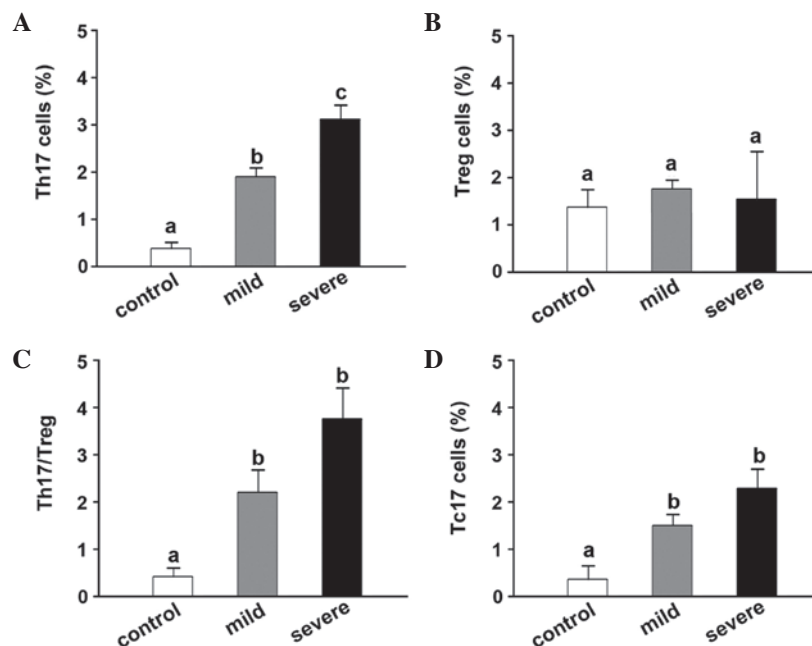 A
Th17 cells (%)
5
4
3
2
1
0
a
b
c
control
mild
severe
B
Treg cells (%)
5
4
3
2
1
0
a
a
a
control
mild
severe
C
Th17/Treg
5
4
3
2
1
0
a
b
b
control
mild
severe
D
Tc17 cells (%)
5
4
3
2
1
0
a
b
b
control
mild
severe